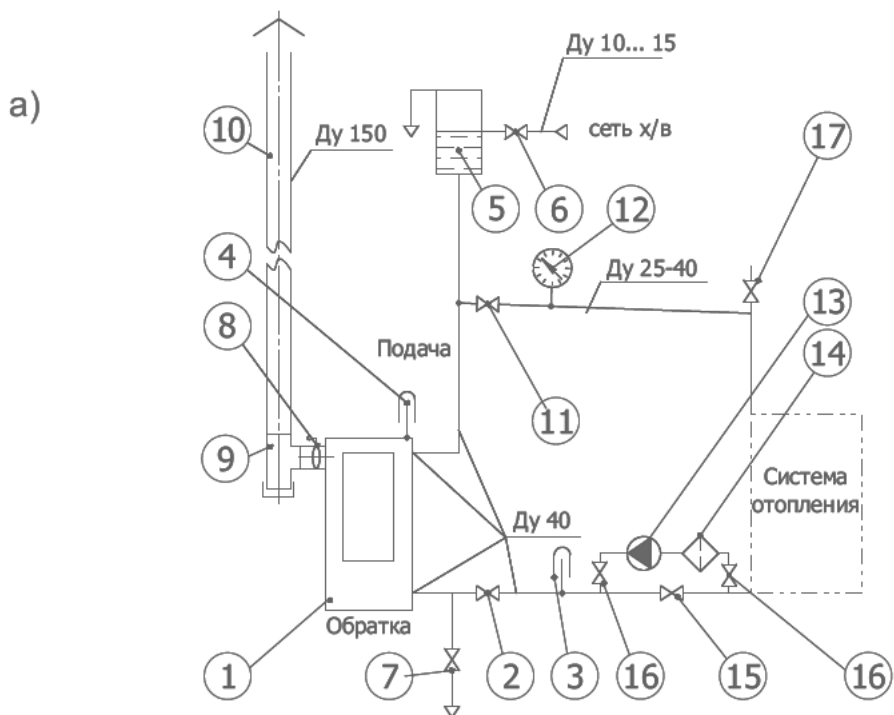 Ду 10... 15
а)
10
Ду 150
сеть х/в
17
5
6
12
4
Ду 25-40
13
8
Подача
14
11
9
Система
отопления
Ду 40
Обратка
1
7
2
3
16
15
16